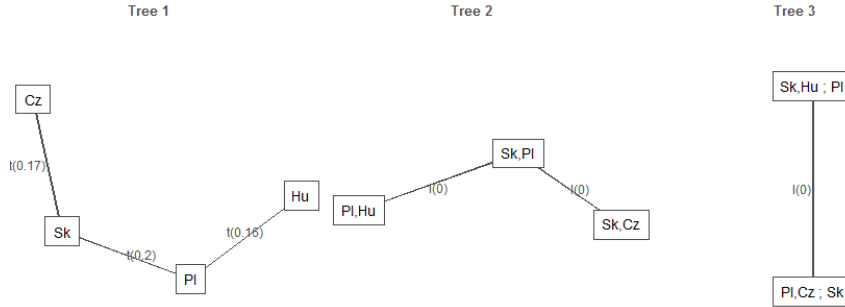 Tree 1
Tree 2
Tree 3
Cz
Sk,Hu ; Pl
t(0.17)
Sk,Pl
Hu
I(0)
I(0)
I(0)
Pl,Hu
Sk,Cz
Sk
t(0.16)
t(0.2)
Pl
Pl,Cz ; Sk